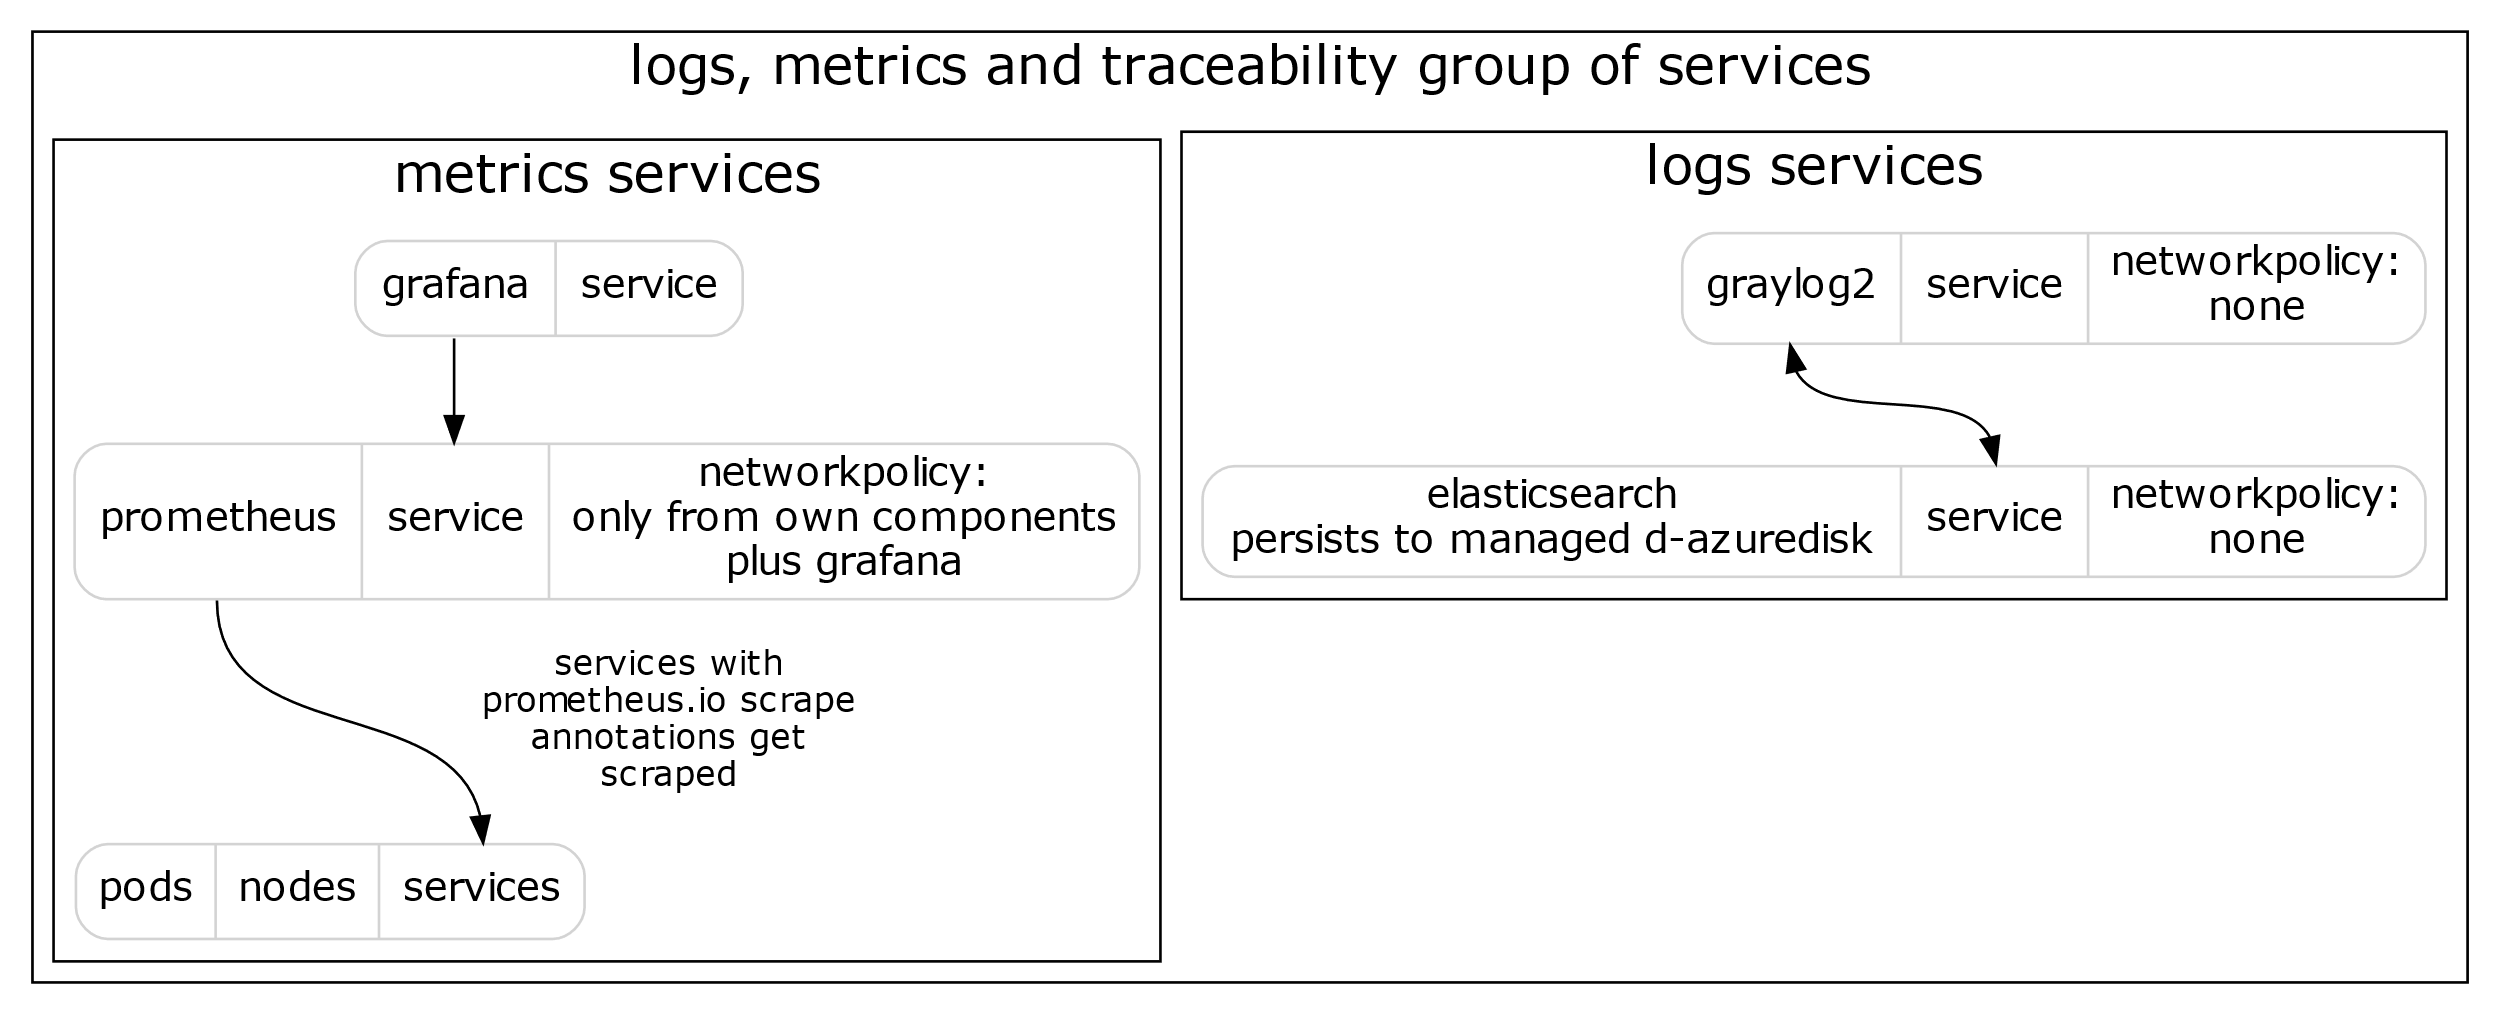 logs, metrics and traceability group of services
metrics services
grafana
service
prometheus
service
networkpolicy:
only from own components
plus grafana
services with
prometheus.io scrape
annotations get
scraped
pods
nodes
services
logs services
graylog2
service
networkpolicy:
none
elasticsearch
persists to managed d-azuredisk
service
networkpolicy:
none